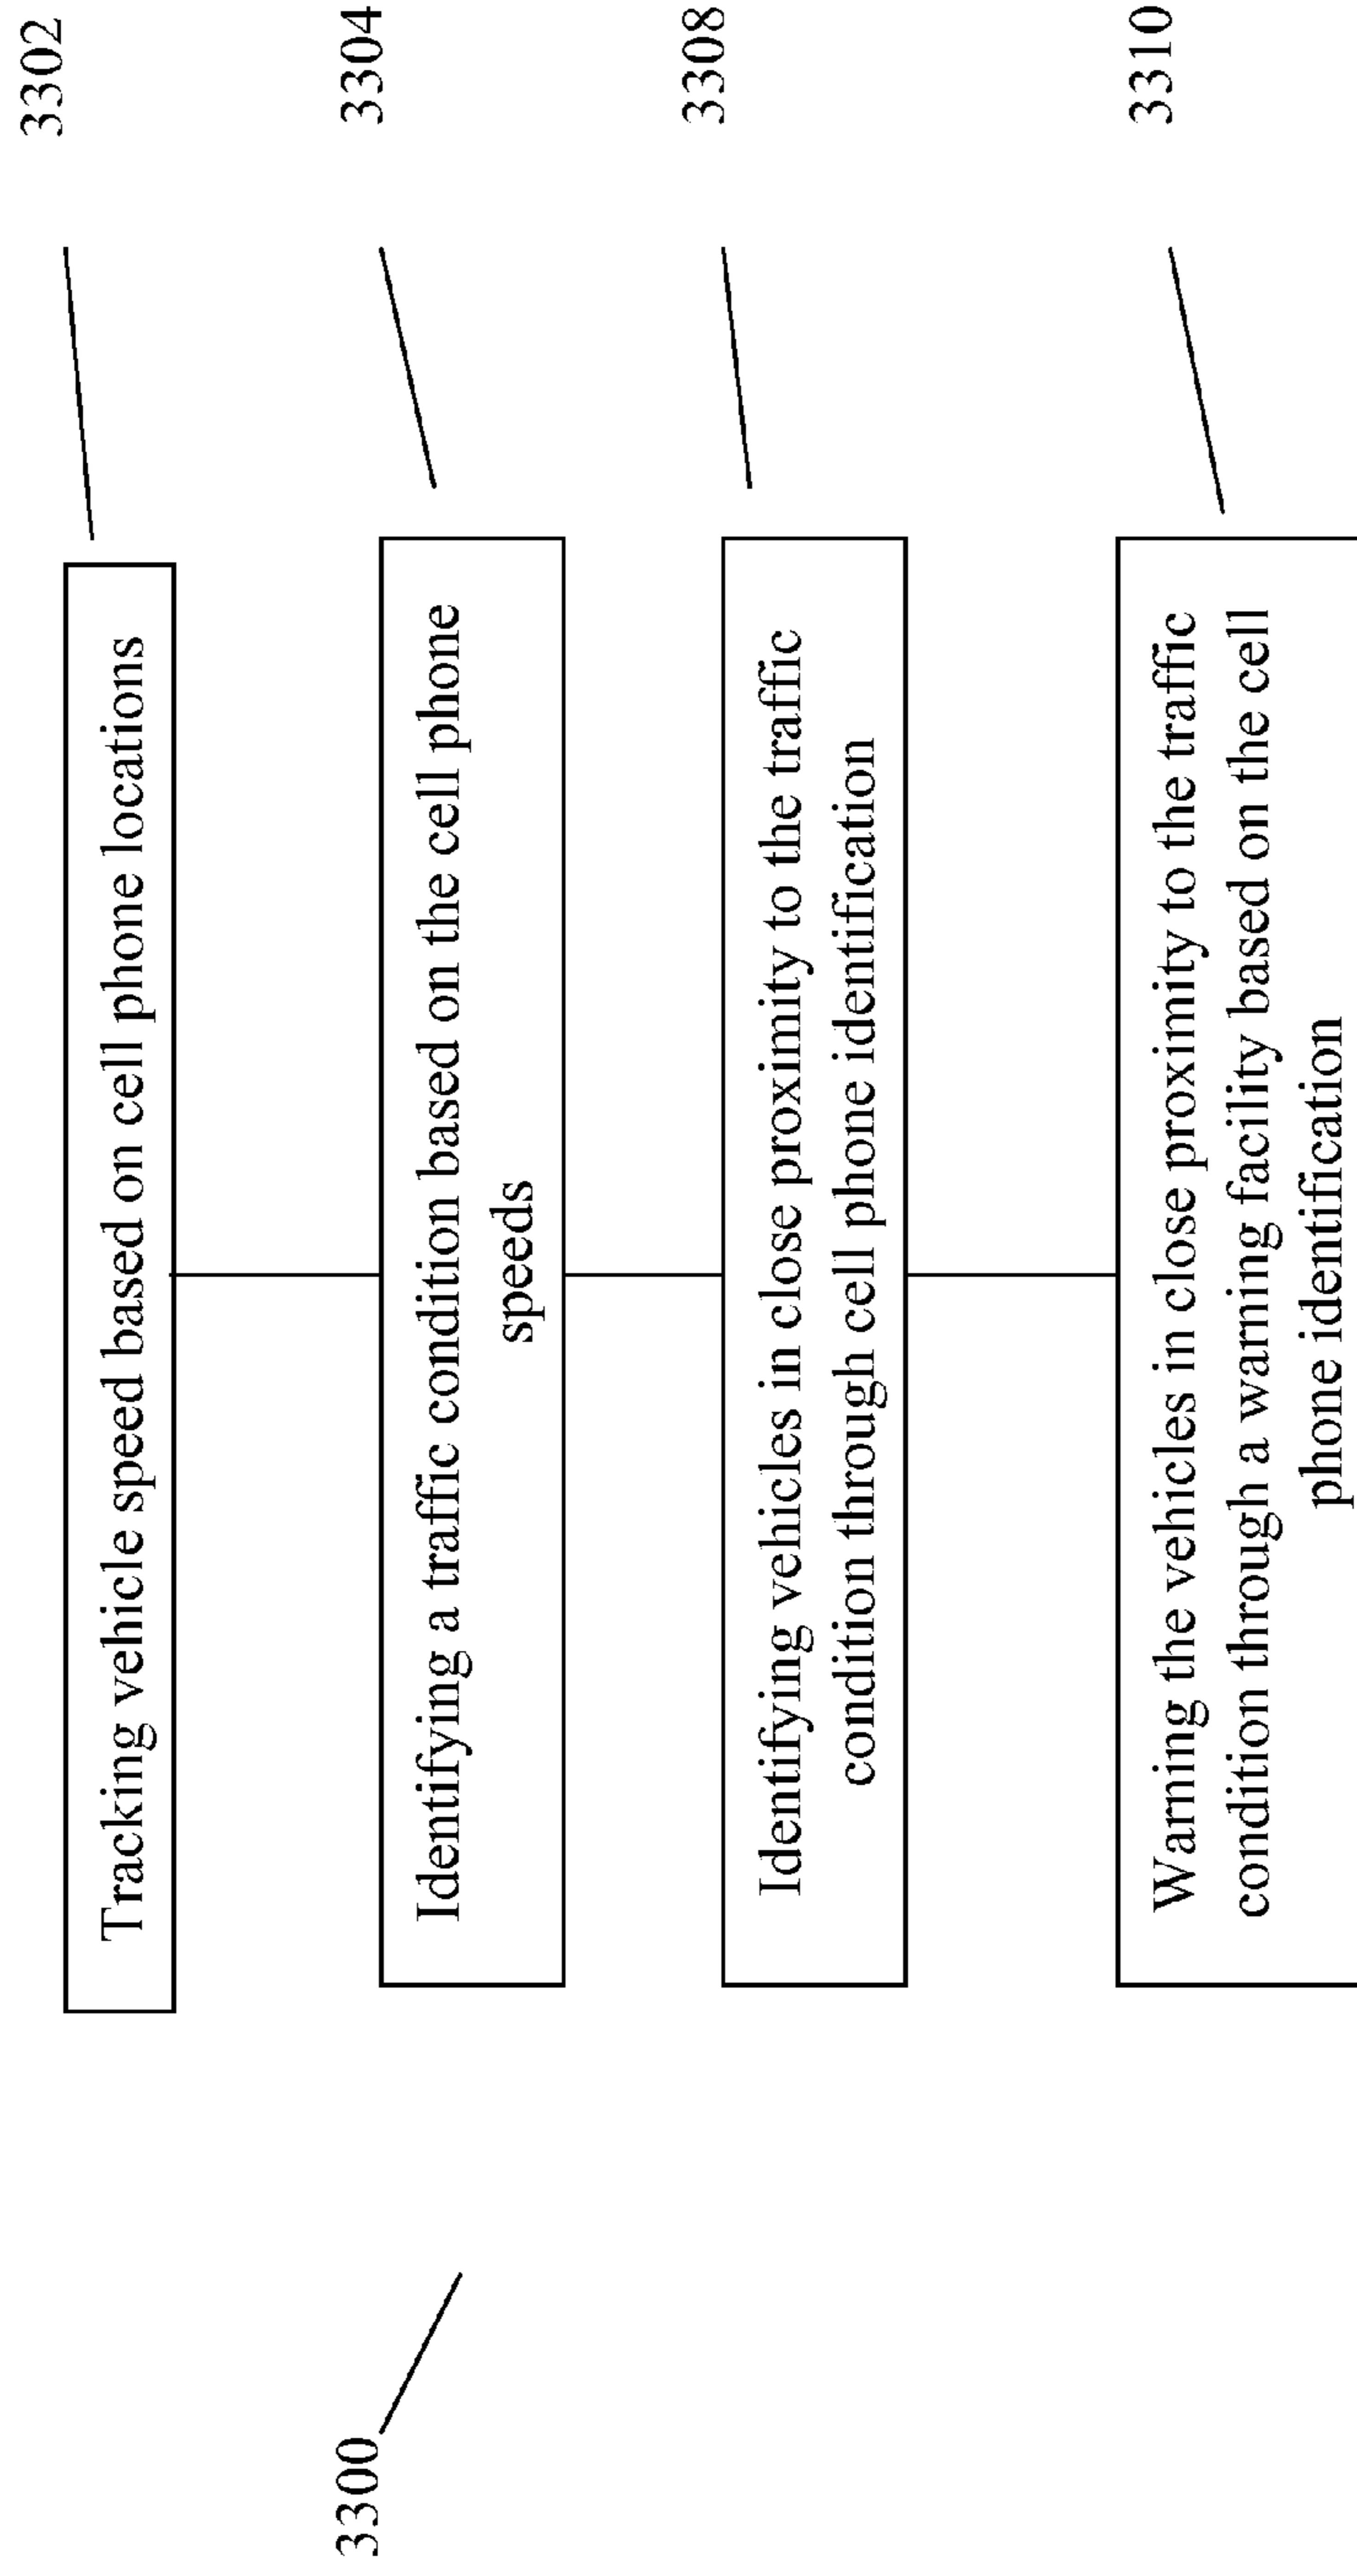 3302
Tracking vehicle speed based on cell phone locations
3304
Identifying a traffic condition based on the cell phone
speeds
3300
3308
Identifying vehicles in close proximity to the traffic
condition through cell phone identification
3310
Warning the vehicles in close proximity to the traffic
condition through a warning facility based on the cell
phone identification